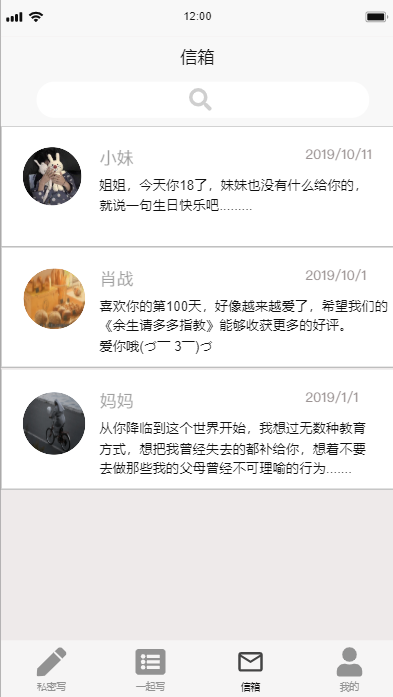 12:00
信箱
小妹
2019/10/11
姐姐，今天你18了，妹妹也没有什么给你的，
就说一句生日快乐吧.........
肖战
2019/10/1
喜欢你的第100天，好像越来越爱了，希望我们的
《余生请多多指教》能够收获更多的好评。
爱你哦(づ￣ 3￣)づ
妈妈
2019/1/1
从你降临到这个世界开始，我想过无数种教育
方式，想把我曾经失去的都补给你，想着不要
去做那些我的父母曾经不可理喻的行为.......
私密写
一起写
信箱
我的